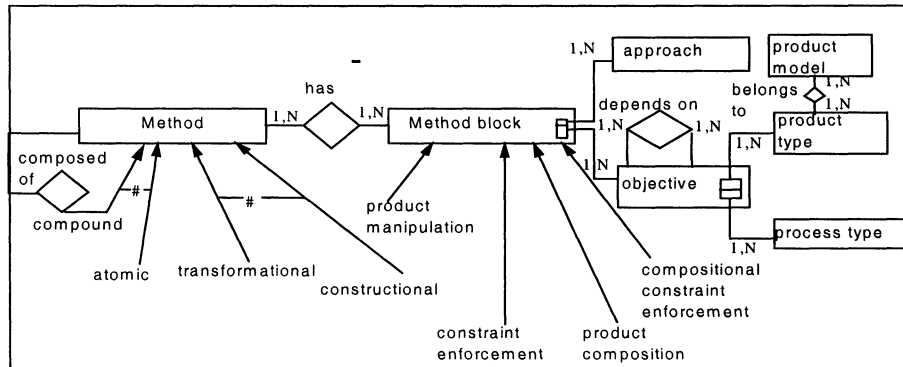 1,N
approach
product
model
1,N
has
belongs
to
depends on
1,N
1,N
1,N
Method
Method block
1,N
1,N
product
type
1,N
composed
of
#
1,N
objective
compound
#
product
manipulation
1,N
process type
atomic
transformational
compositional
constraint
enforcement
constructional
constraint
enforcement
product
composition